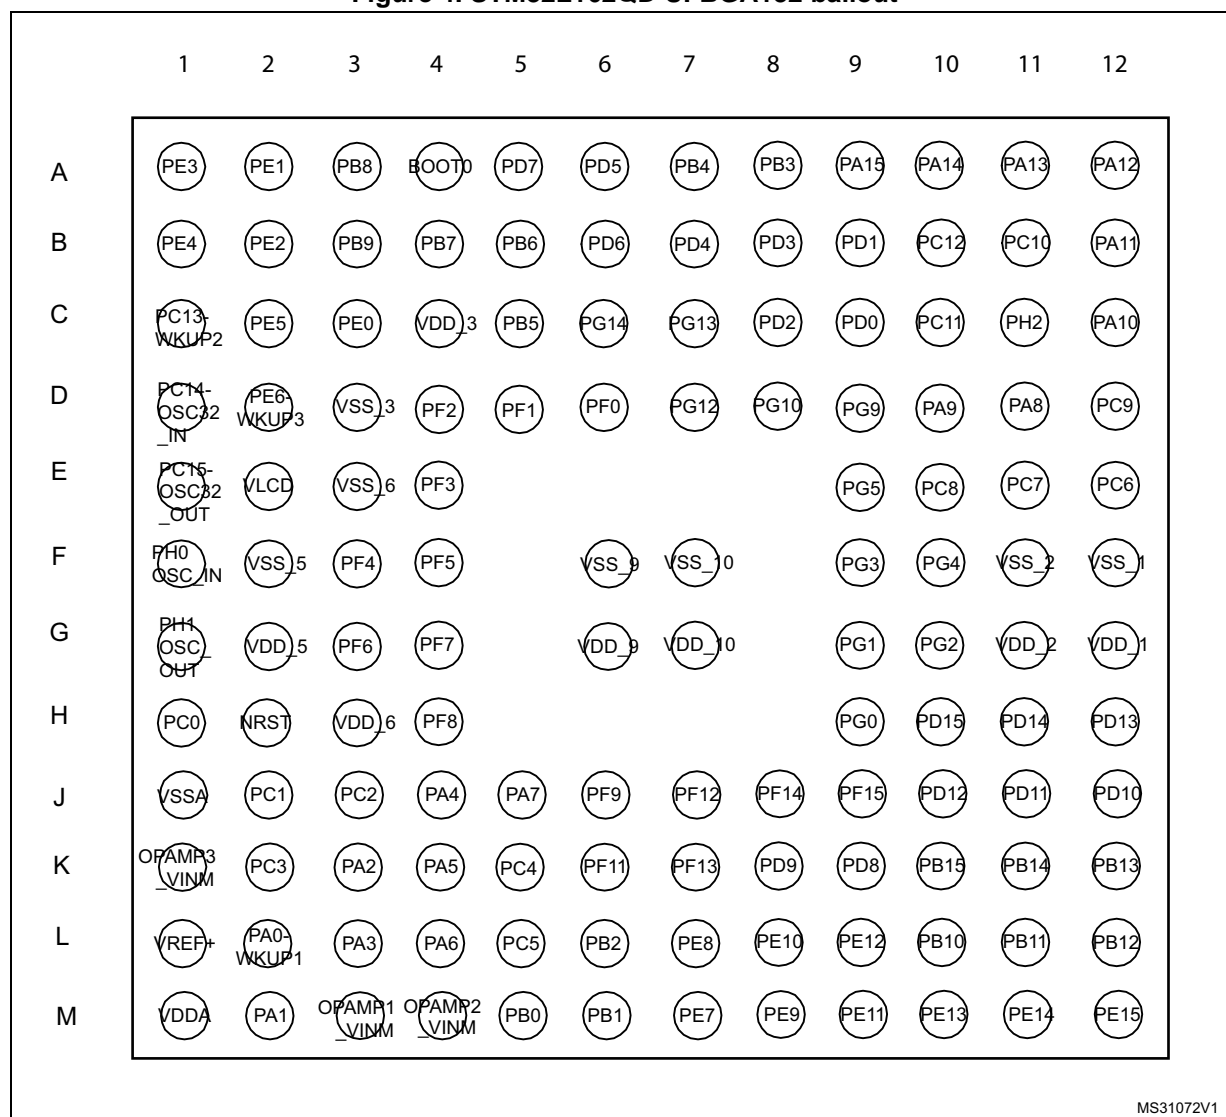 1 2 3 4 5 6 7 8 9 10 11 12
A PE3 PE1 PB8 BOOT0 PD7 PD5 PB4 PB3 PA15 PA14 PA13 PA12
B PE4 PE2 PB9 PB7 PB6 PD6 PD4 PD3 PD1 PC12 PC10 PA11
C PC13-WKUP2 PE5 PE0 VDD_3 PB5 PG14 PG13 PD2 PD0 PC11 PH2 PA10
D PC14-OSC32_IN PE6-WKUP3 VSS_3 PF2 PF1 PF0 PG12 PG10 PG9 PA9 PA8 PC9
E PC15-OSC32_OUT VLCD VSS_6 PF3 PG5 PC8 PC7 PC6
F PH0 OSC_IN VSS_5 PF4 PF5 VSS_9 VSS_10 PG3 PG4 VSS_2 VSS_1
G PH1 OSC_OUT VDD_5 PF6 PF7 VDD_9 VDD_10 PG1 PG2 VDD_2 VDD_1
H PC0 NRST VDD_6 PF8 PG0 PD15 PD14 PD13
J VSSA PC1 PC2 PA4 PA7 PF9 PF12 PF14 PF15 PD12 PD11 PD10
K OPAMP3_VINM PC3 PA2 PA5 PC4 PF11 PF13 PD9 PD8 PB15 PB14 PB13
L VREF+ PA0-WKUP1 PA3 PA6 PC5 PB2 PE8 PE10 PE12 PB10 PB11 PB12
M VDDA PA1 OPAMP1_VINM OPAMP2_VINM PB0 PB1 PE7 PE9 PE11 PE13 PE14 PE15
MS31072V1